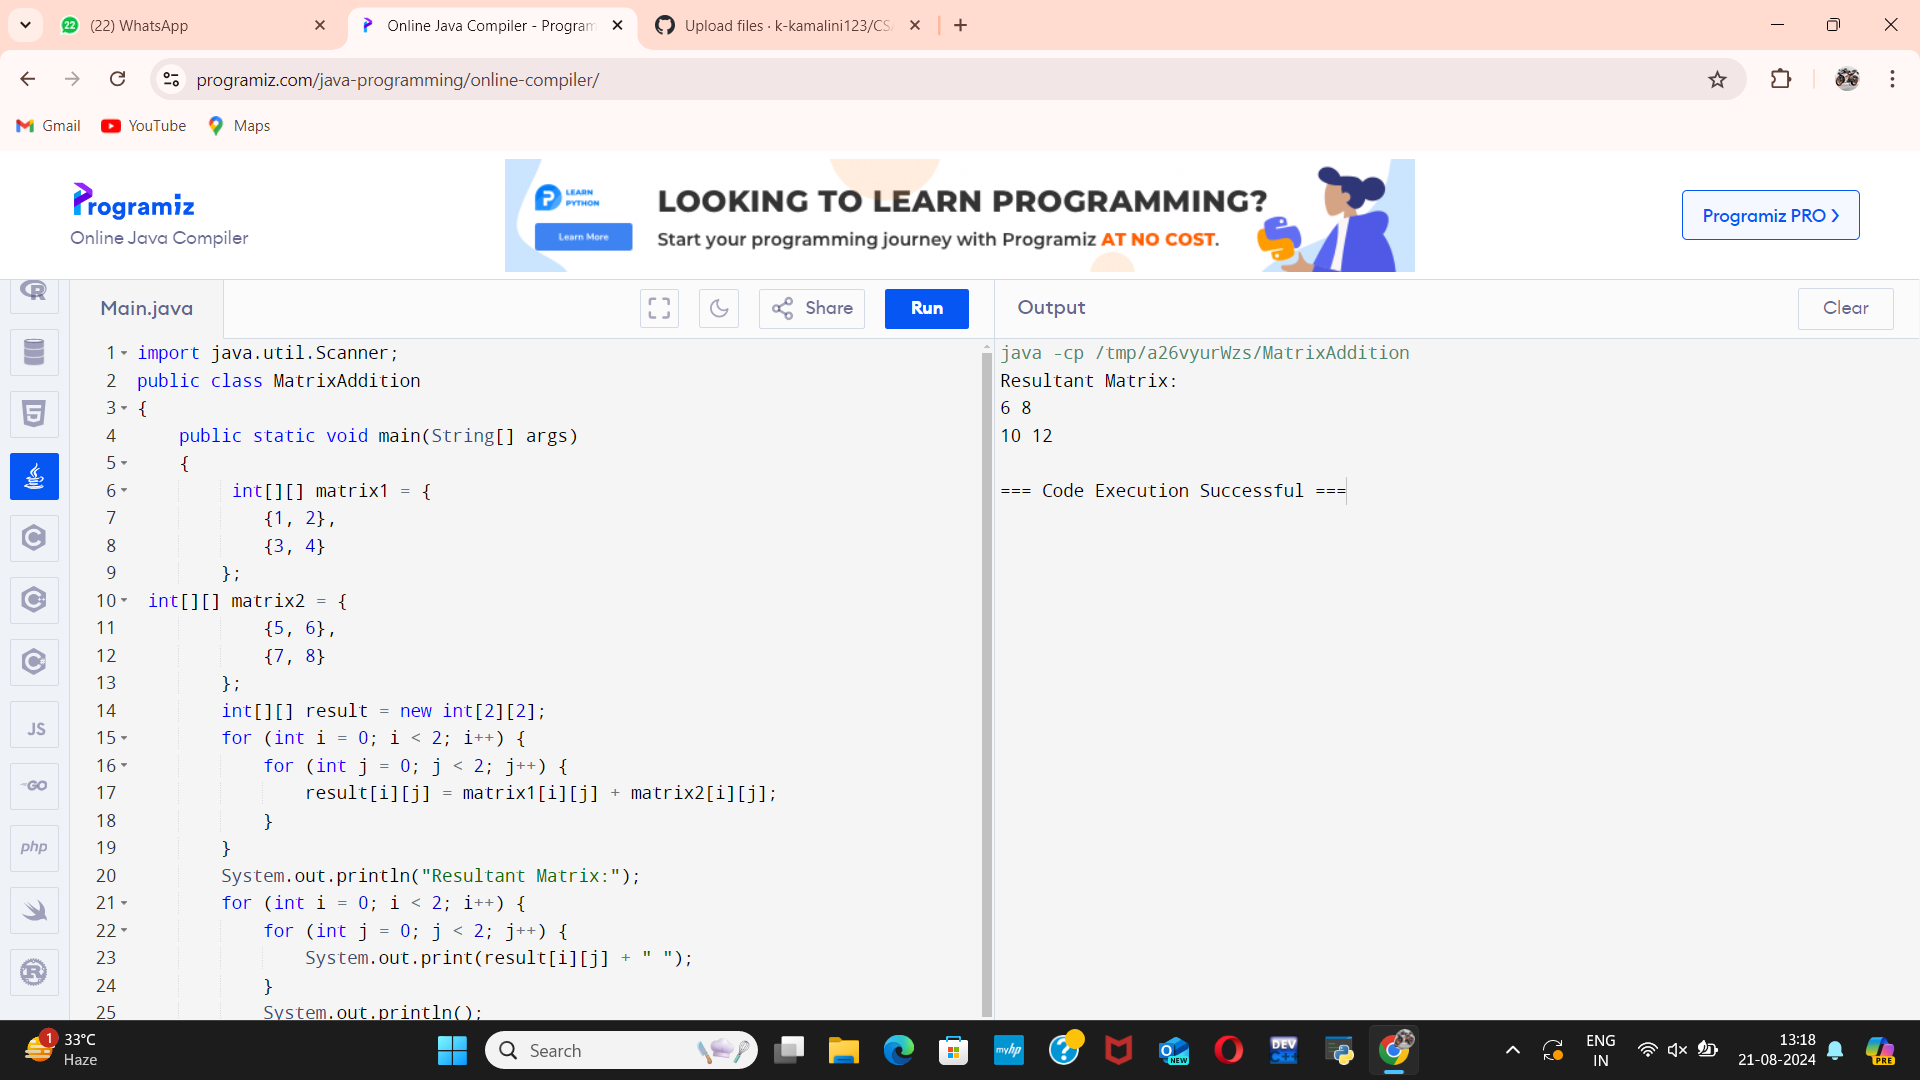 (22) WhatsApp
Online Java Compiler - Program
Upload files · k-kamalini123/CS
programiz.com/java-programming/online-compiler/
Gmail YouTube Maps
Programiz
Online Java Compiler
LEARN
PYTHON
Learn More
LOOKING TO LEARN PROGRAMMING?
Start your programming journey with Programiz AT NO COST.
Programiz PRO
Main.java
Share
Run
Output
Clear
1 import java.util.Scanner;
2 public class MatrixAddition
3 {
4 public static void main(String[] args)
5 {
6 int[][] matrix1 = {
7 {1, 2},
8 {3, 4}
9 };
10 int[][] matrix2 = {
11 {5, 6},
12 {7, 8}
13 };
14 int[][] result = new int[2][2];
15 for (int i = 0; i < 2; i++) {
16 for (int j = 0; j < 2; j++) {
17 result[i][j] = matrix1[i][j] + matrix2[i][j];
18 }
19 }
20 System.out.println("Resultant Matrix:");
21 for (int i = 0; i < 2; i++) {
22 for (int j = 0; j < 2; j++) {
23 System.out.print(result[i][j] + " ");
24 }
25 System.out.println();
java -cp /tmp/a26vyurWzs/MatrixAddition
Resultant Matrix:
6 8
10 12
=== Code Execution Successful ===
JS
GO
php
1
33°C
Haze
Search
myhp
NEW
DEV
C++
ENG
IN
13:18
21-08-2024
PRE